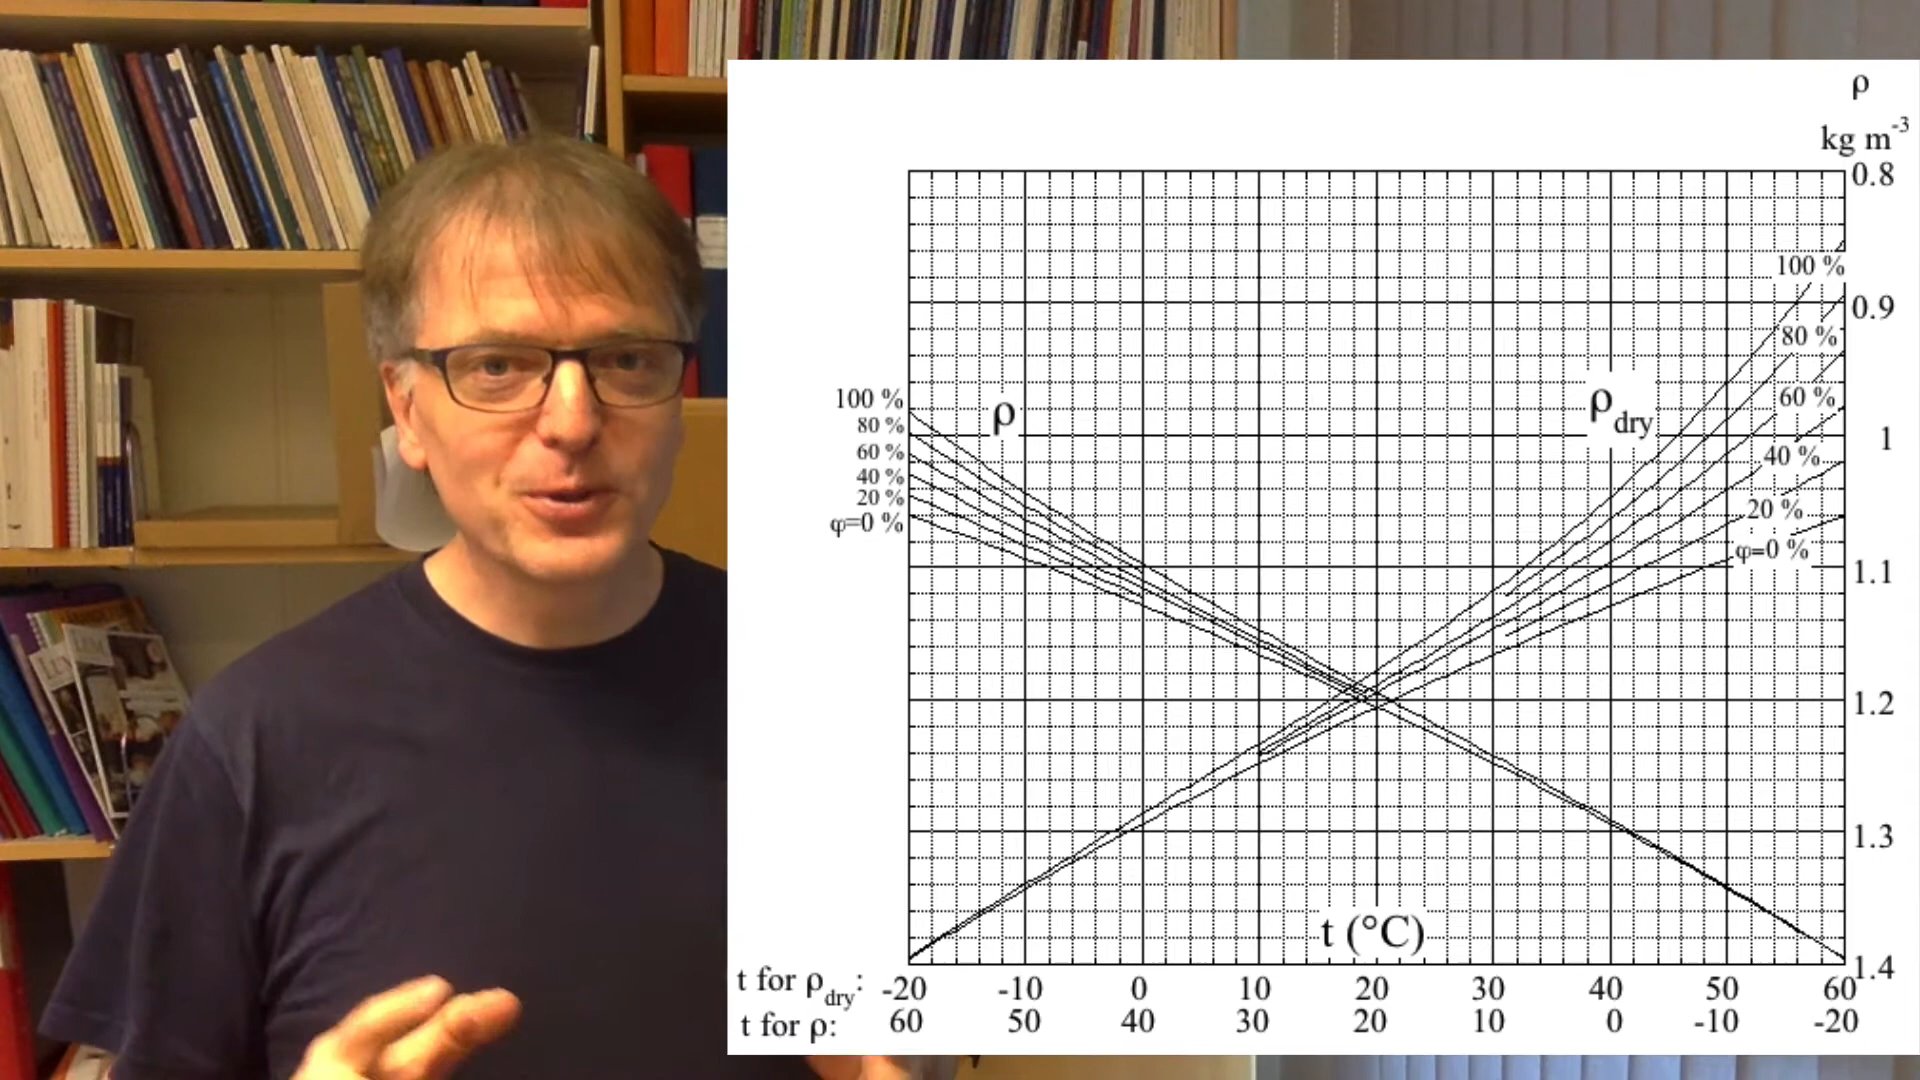 ρ
kg m⁻³
0.8
100 %
0.9
80 %
100 %
ρ
ρdry
60 %
80 %
1
60 %
40 %
40 %
20 %
20 %
φ=0 %
φ=0 %
1.1
1.2
1.3
t (°C)
1.4
t for ρdry: -20 -10 0 10 20 30 40 50 60
t for ρ: 60 50 40 30 20 10 0 -10 -20